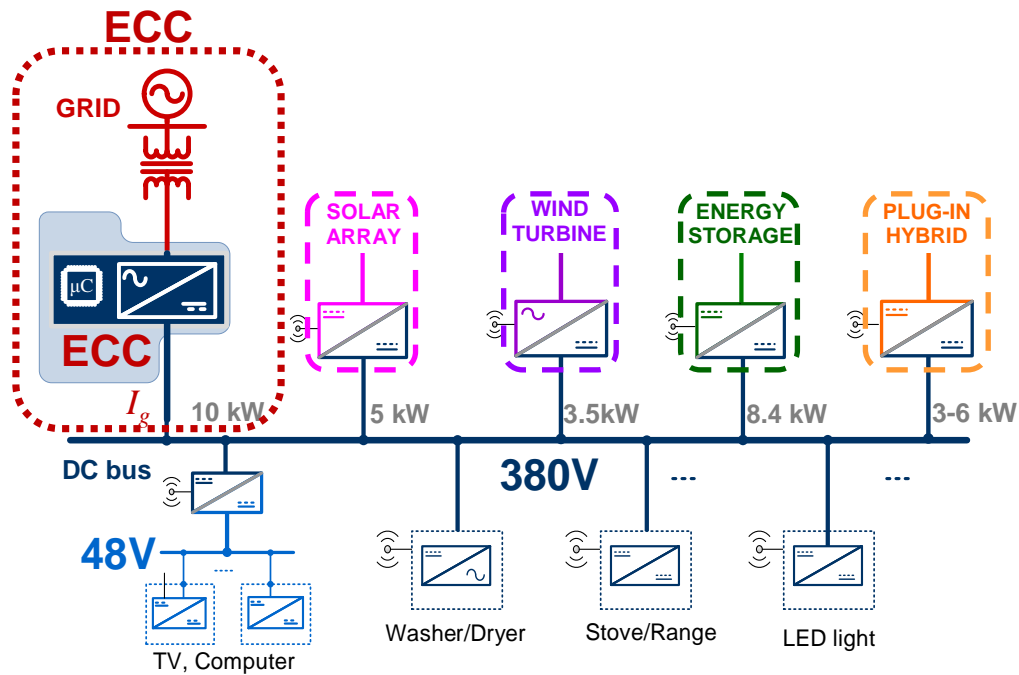 ECC
GRID
SOLAR
ARRAY
WIND
TURBINE
ENERGY
STORAGE
PLUG-IN
HYBRID
μC
ECC
Ig
10 kW
5 kW
3.5kW
8.4 kW
3-6 kW
DC bus
380V
48V
Washer/Dryer
Stove/Range
LED light
TV, Computer